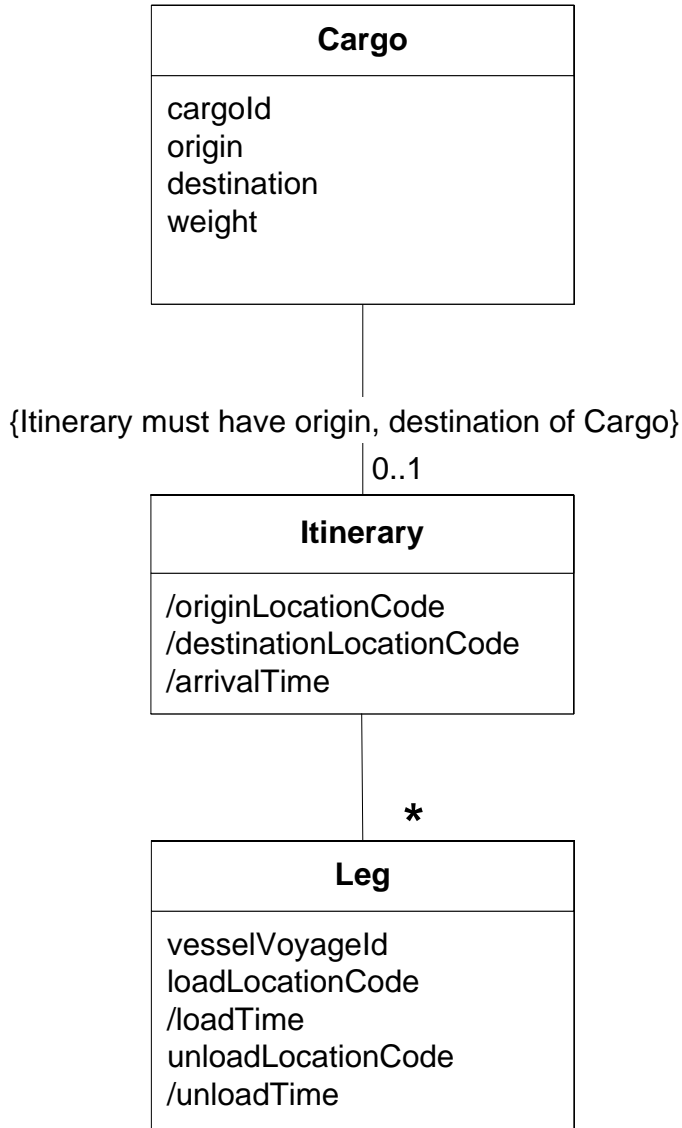 Cargo
cargoId
origin
destination
weight
{Itinerary must have origin, destination of Cargo}
0..1
Itinerary
/originLocationCode
/destinationLocationCode
/arrivalTime
*
Leg
vesselVoyageId
loadLocationCode
/loadTime
unloadLocationCode
/unloadTime